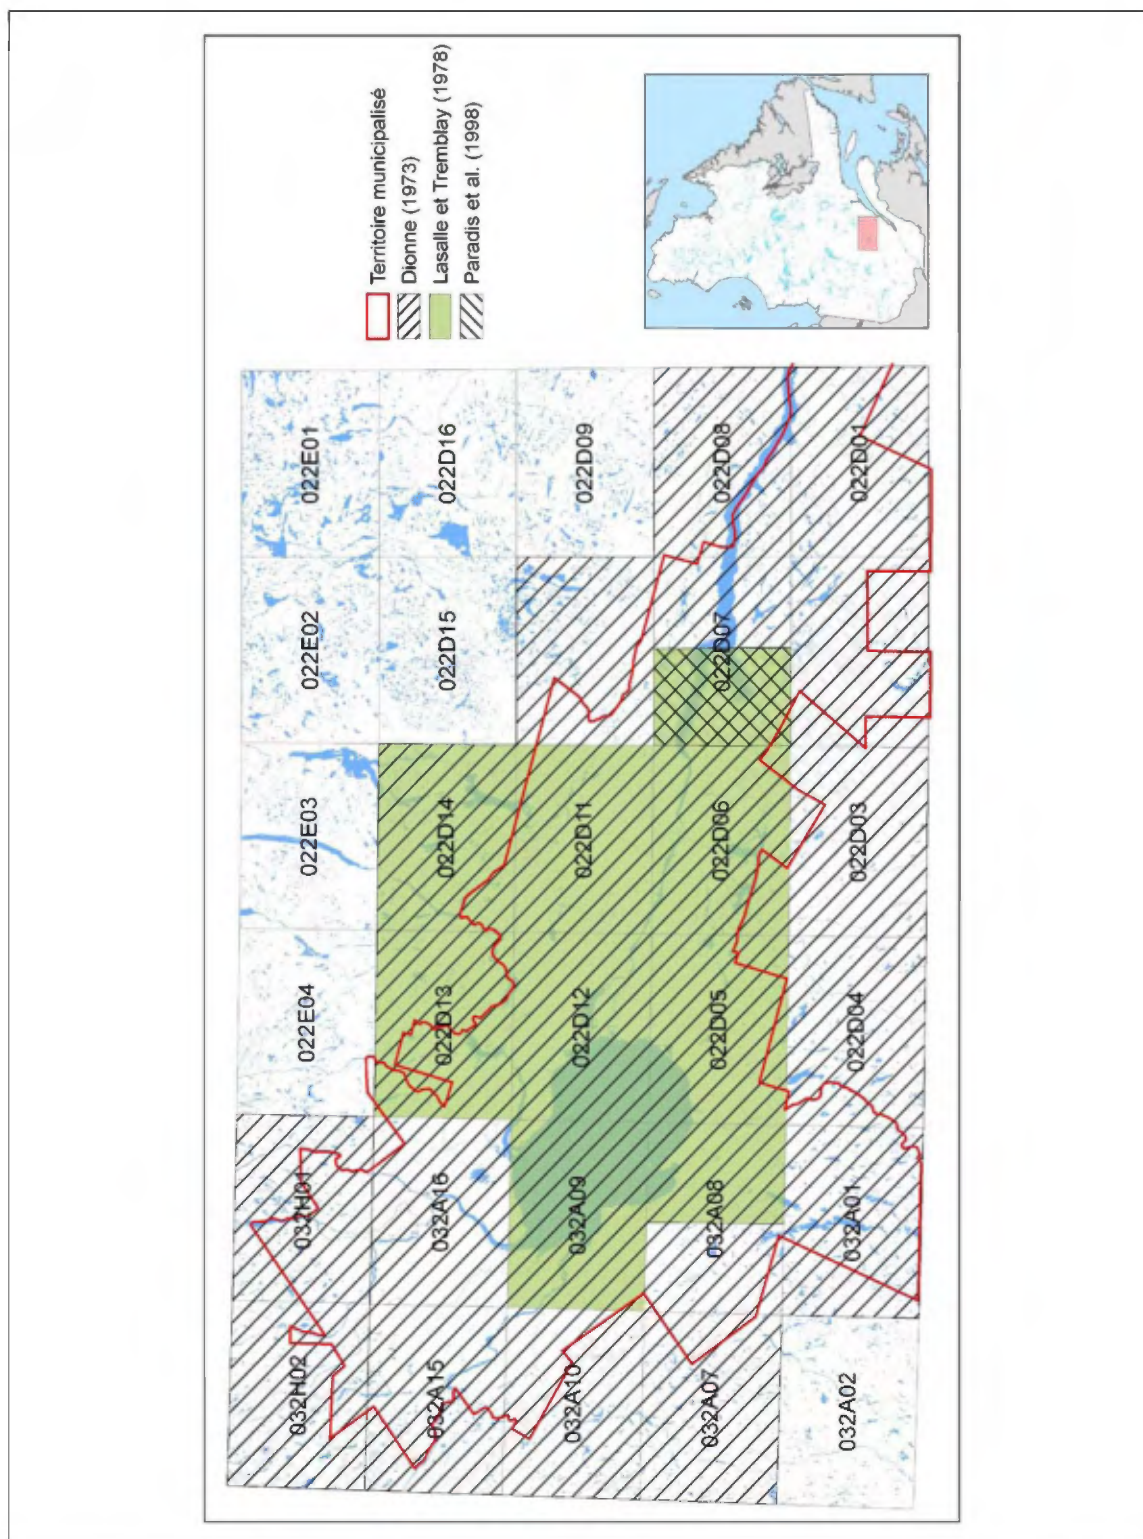 032H02 032H01 022E04 022E03 022E02 022E01
032A15 032A16 022D13 022D14 022D15 022D16
032A10 032A09 022D12 022D11 022D09
032A07 032A08 022D05 022D06 022D07 022D08
032A02 032A01 022D04 022D03 022D01
Territoire municipalisé
Dionne (1973)
Lasalle et Tremblay (1978)
Paradis et al. (1998)